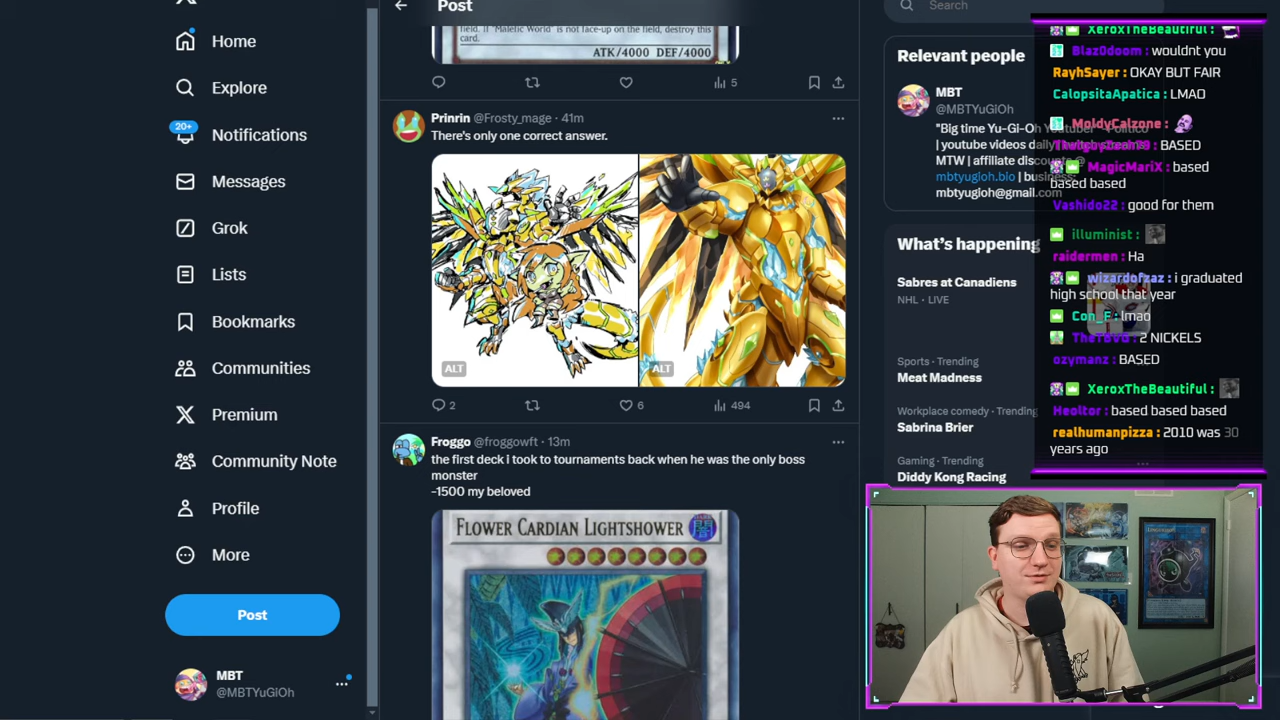 Home
Explore
20+
Notifications
Messages
Grok
Lists
Bookmarks
Communities
Premium
Community Note
Profile
More
Post
MBT
@MBTYuGiOh
Post
field. If "Malefic World" is not face-up on the field, destroy this
card.
ATK/4000 DEF/4000
5
Prinrin @Frosty_mage · 41m
There's only one correct answer.
ALT
ALT
2
6
494
Froggo @froggowft · 13m
the first deck i took to tournaments back when he was the only boss
monster
-1500 my beloved
FLOWER CARDIAN LIGHTSHOWER
Search
Relevant people
MBT
@MBTYuGiOh
"Big time Yu-Gi-Oh Youtuber" - Politico
| youtube videos daily
MTW | affiliate
mbtyugioh.blo | business:
mbtyugioh@gmail.com
What's happening
Sabres at Canadiens
NHL · LIVE
Sports · Trending
Meat Madness
Workplace comedy · Trending
Sabrina Brier
Gaming · Trending
Diddy Kong Racing
XeroxTheBeautiful :
Blaz0doom : wouldnt you
RayhSayer : OKAY BUT FAIR
CalopsitaApatica : LMAO
MoldyCalzone :
BASED
MagicMariX : based
based based
Vashido22 : good for them
illuminist :
raidermen : Ha
wizardofzaz : i graduated
high school that year
Con_F : lmao
2 NICKELS
ozymanz : BASED
XeroxTheBeautiful :
Heoltor : based based based
realhumanpizza : 2010 was 30
years ago